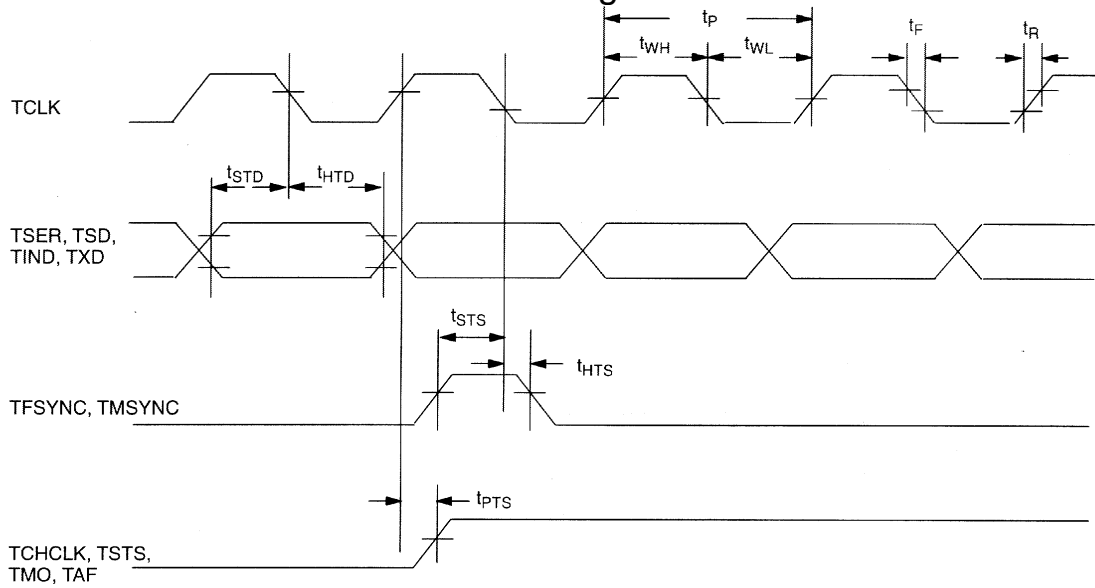 tP
tF
tR
tWH
tWL
TCLK
tSTD
tHTD
TSER, TSD,
TIND, TXD
tSTS
tHTS
TFSYNC, TMSYNC
tPTS
TCHCLK, TSTS,
TMO, TAF